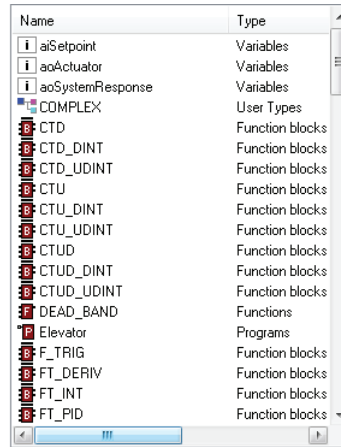 Name Type
i aiSetpoint Variables
i aoActuator Variables
i aoSystemResponse Variables
COMPLEX User Types
B CTD Function blocks
B CTD_DINT Function blocks
B CTD_UDINT Function blocks
B CTU Function blocks
B CTU_DINT Function blocks
B CTU_UDINT Function blocks
B CTUD Function blocks
B CTUD_DINT Function blocks
B CTUD_UDINT Function blocks
F DEAD_BAND Functions
P Elevator Programs
B F_TRIG Function blocks
B FT_DERIV Function blocks
B FT_INT Function blocks
B FT_PID Function blocks